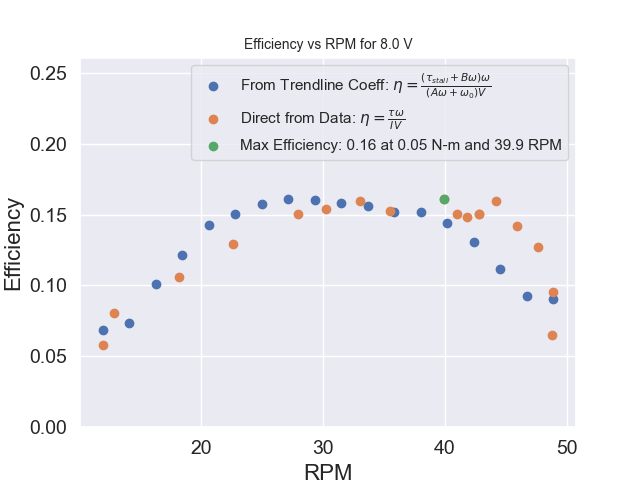 Efficiency vs RPM for 8.0 V
From Trendline Coeff: η = (τ_stall + Bω)ω / (Aω + ω_0)V
Direct from Data: η = τω / IV
Max Efficiency: 0.16 at 0.05 N-m and 39.9 RPM
Efficiency
0.25
0.20
0.15
0.10
0.05
0.00
20 30 40 50
RPM